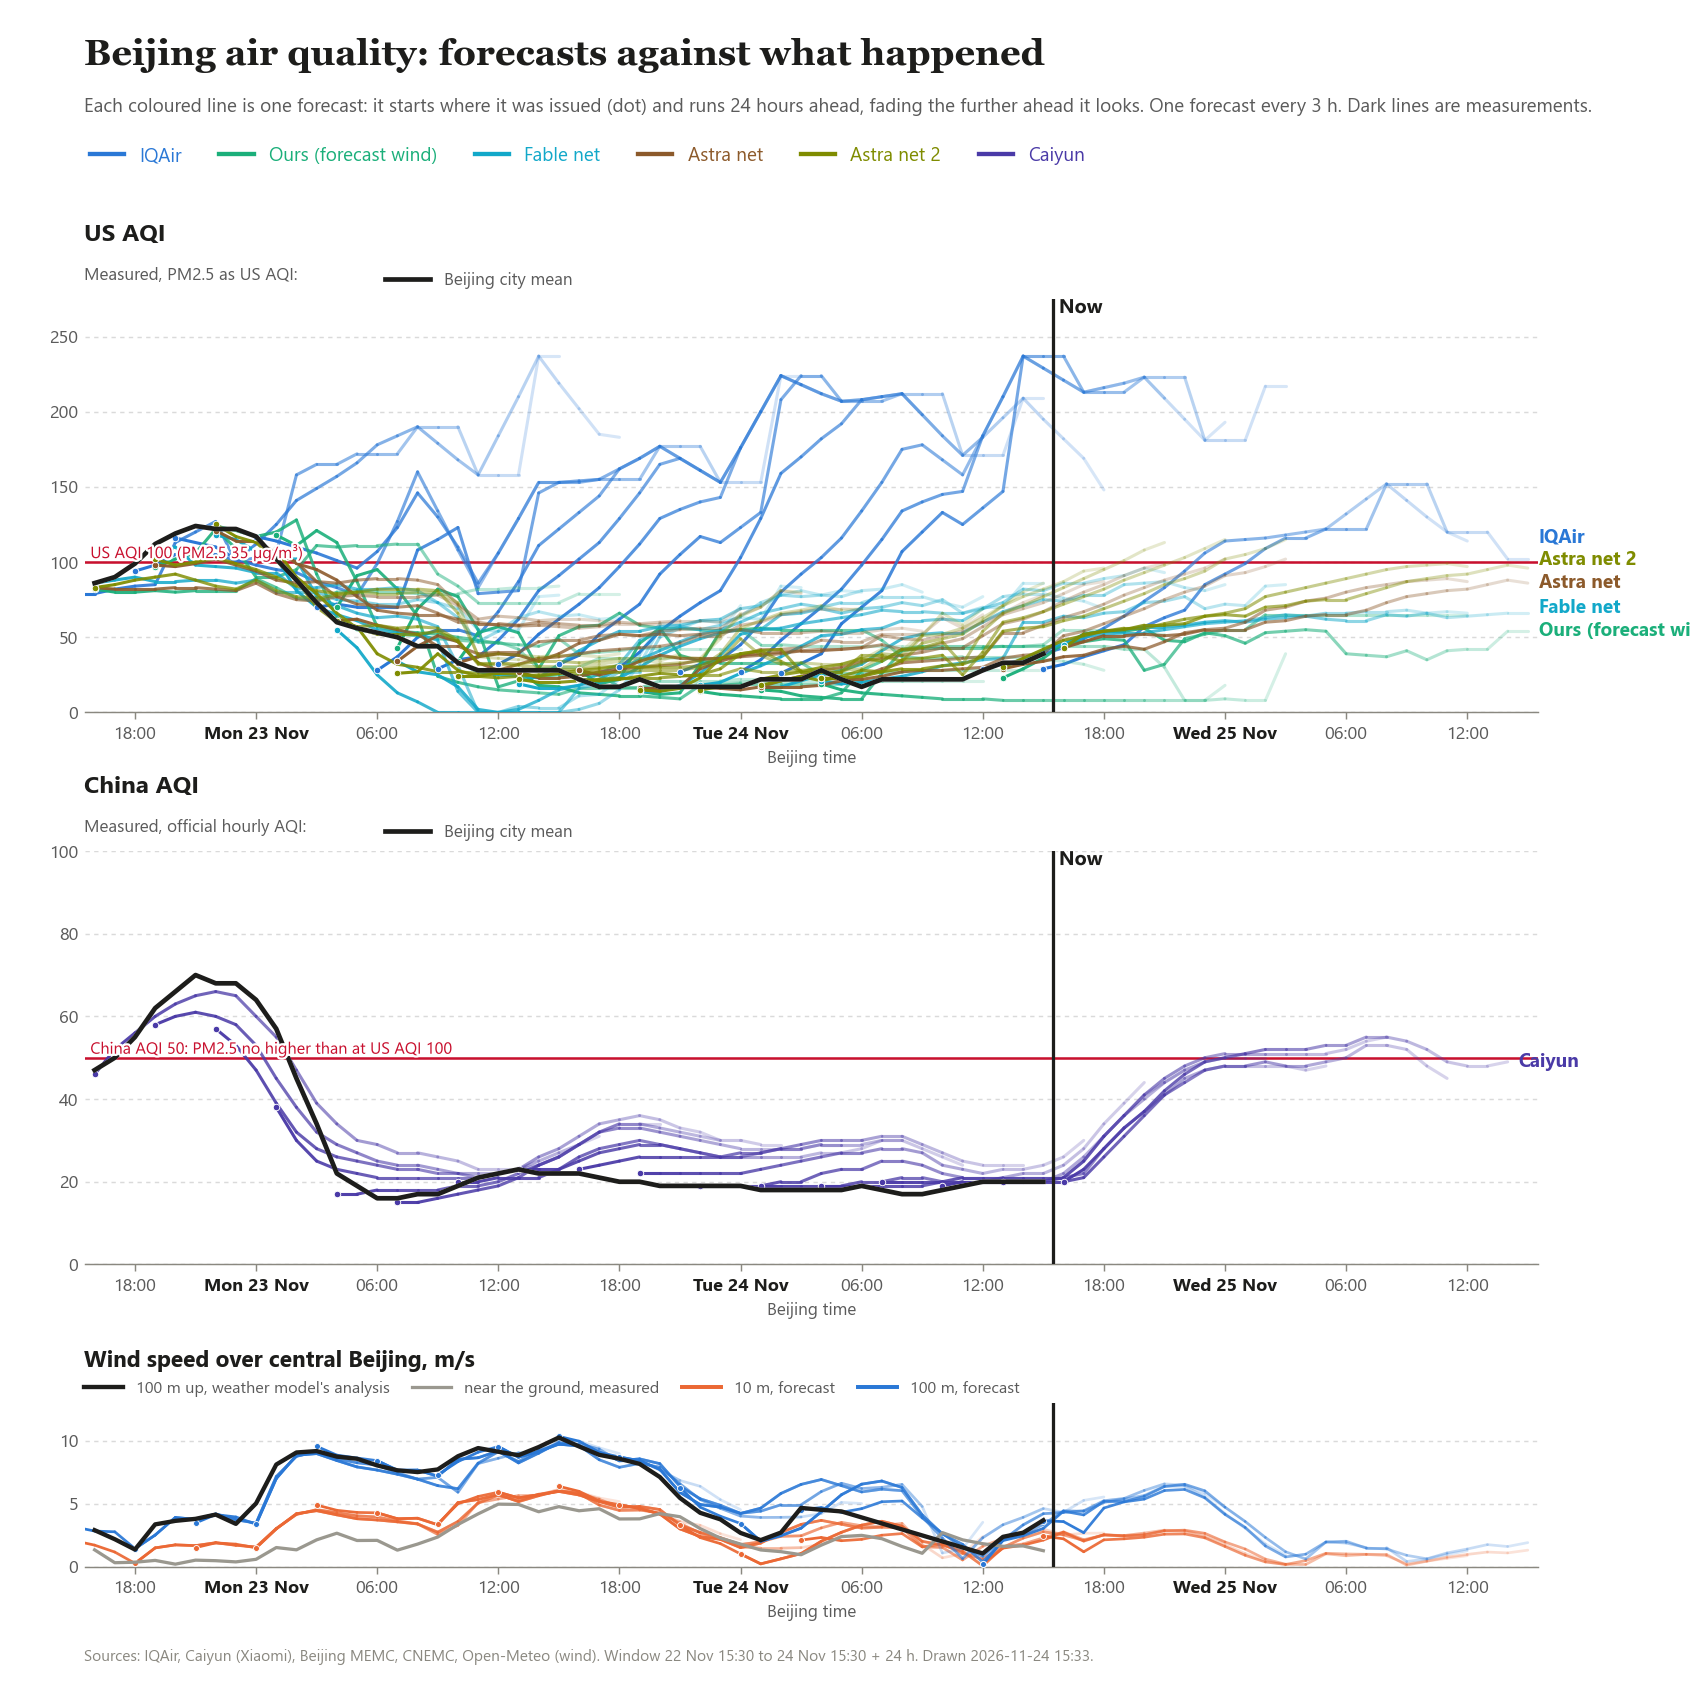 Beijing air quality: forecasts against what happened
Each coloured line is one forecast: it starts where it was issued (dot) and runs 24 hours ahead, fading the further ahead it looks. One forecast every 3 h. Dark lines are measurements.
IQAir Ours (forecast wind) Fable net Astra net Astra net 2 Caiyun
US AQI
Measured, PM2.5 as US AQI: Beijing city mean
Now
250
200
150
100
50
0
US AQI 100 (PM2.5 35 µg/m³)
IQAir
Astra net 2
Astra net
Fable net
Ours (forecast wi
18:00 Mon 23 Nov 06:00 12:00 18:00 Tue 24 Nov 06:00 12:00 18:00 Wed 25 Nov 06:00 12:00
Beijing time
China AQI
Measured, official hourly AQI: Beijing city mean
Now
100
80
60
40
20
0
China AQI 50: PM2.5 no higher than at US AQI 100
Caiyun
18:00 Mon 23 Nov 06:00 12:00 18:00 Tue 24 Nov 06:00 12:00 18:00 Wed 25 Nov 06:00 12:00
Beijing time
Wind speed over central Beijing, m/s
100 m up, weather model's analysis near the ground, measured 10 m, forecast 100 m, forecast
10
5
0
18:00 Mon 23 Nov 06:00 12:00 18:00 Tue 24 Nov 06:00 12:00 18:00 Wed 25 Nov 06:00 12:00
Beijing time
Sources: IQAir, Caiyun (Xiaomi), Beijing MEMC, CNEMC, Open-Meteo (wind). Window 22 Nov 15:30 to 24 Nov 15:30 + 24 h. Drawn 2026-11-24 15:33.